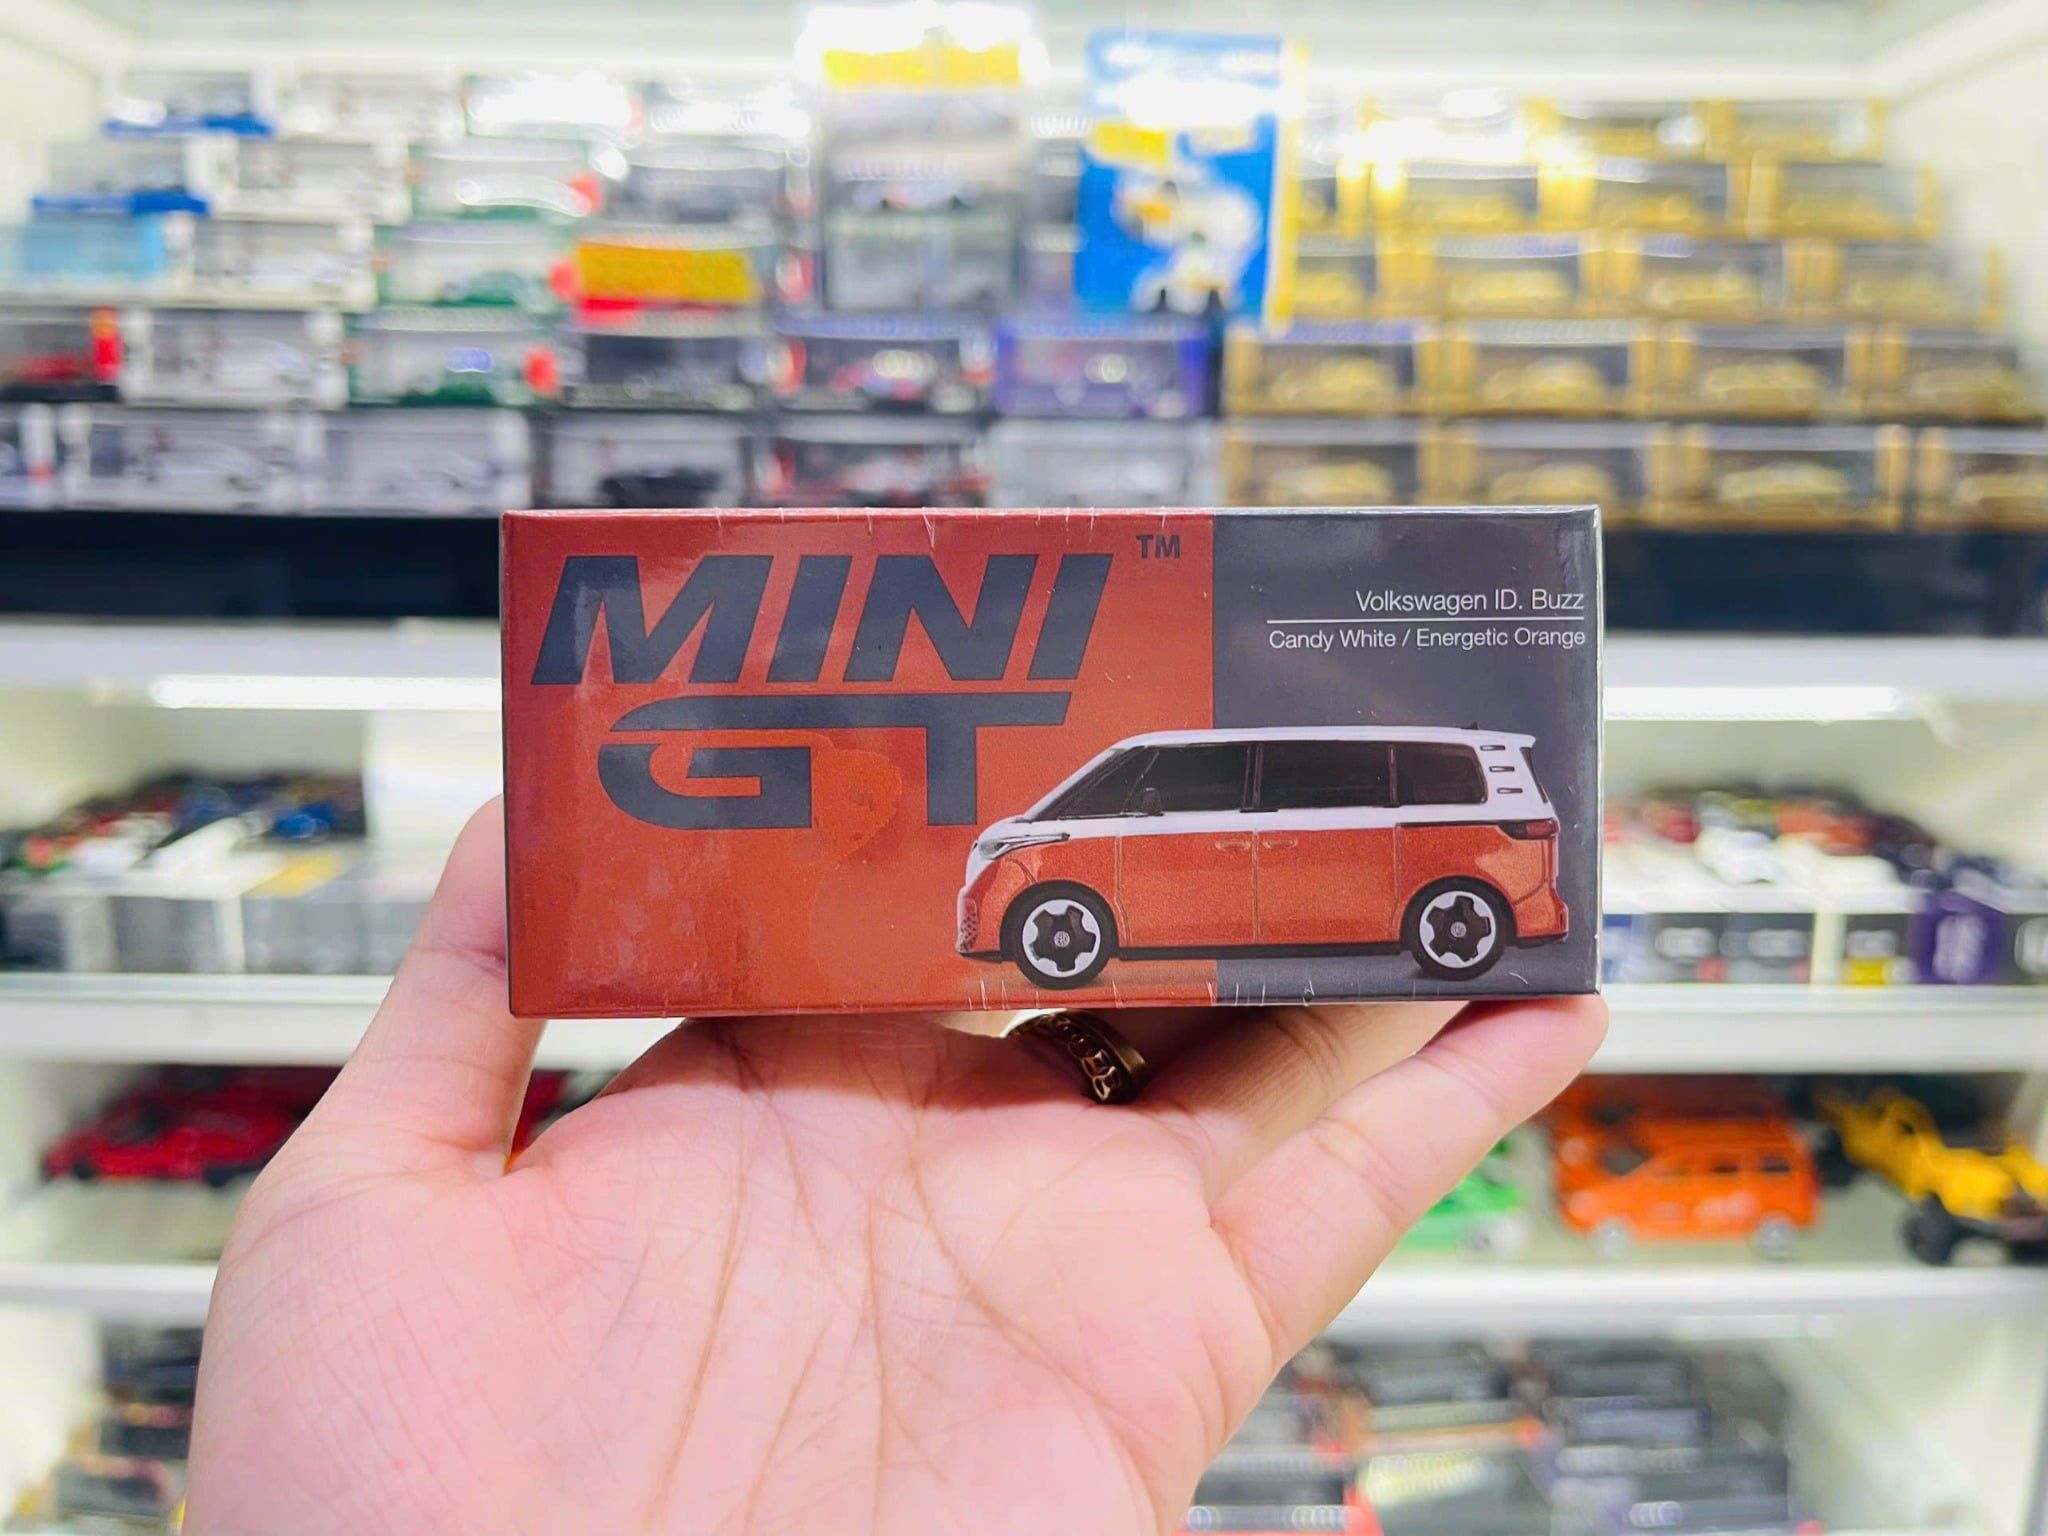 MINI
GT
TM
Volkswagen ID. Buzz
Candy White / Energetic Orange